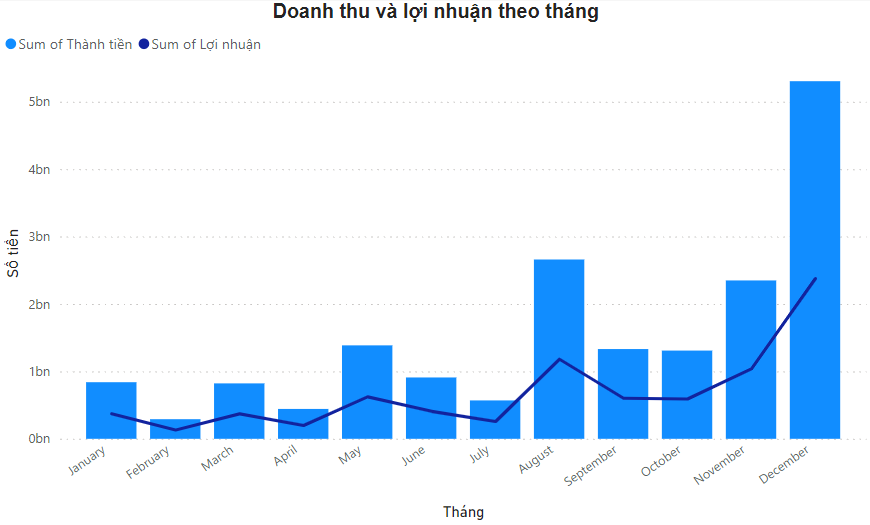 Doanh thu và lợi nhuận theo tháng
Sum of Thành tiền Sum of Lợi nhuận
5bn
4bn
3bn
2bn
1bn
0bn
Số tiền
January February March April May June July August September October November December
Tháng